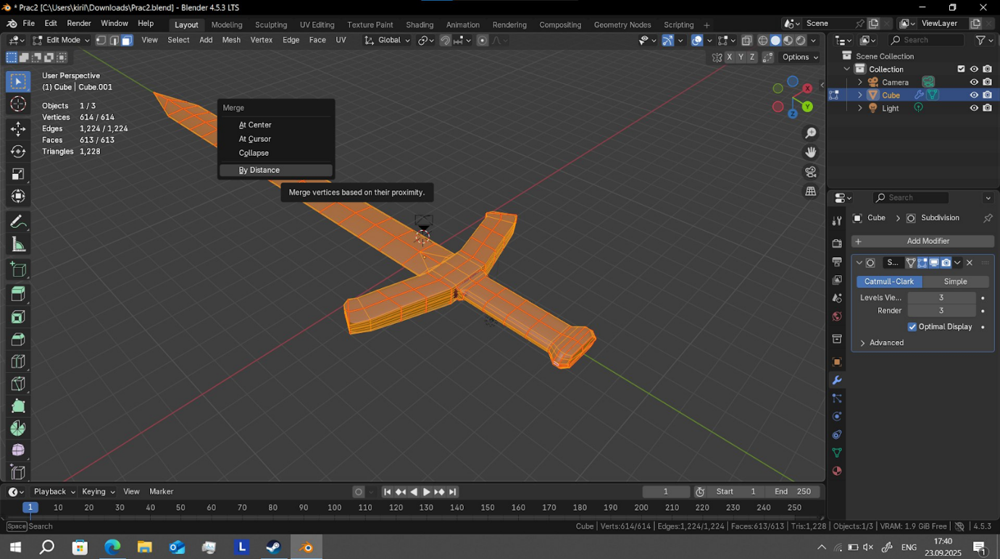 * Prac2 [C:\Users\kiril\Downloads\Prac2.blend] - Blender 4.5.3 LTS
File Edit Render Window Help Layout Modeling Sculpting UV Editing Texture Paint Shading Animation Rendering Compositing Geometry Nodes Scripting + Scene ViewLayer
Edit Mode View Select Add Mesh Vertex Edge Face UV Global Search
X Y Z Options
Scene Collection
Collection
Camera
Cube
Light
User Perspective
(1) Cube | Cube.001
Objects 1 / 3
Vertices 614 / 614
Edges 1,224 / 1,224
Faces 613 / 613
Triangles 1,228
Merge
At Center
At Cursor
Collapse
By Distance
Merge vertices based on their proximity.
X
Y
Z
Search
Cube > Subdivision
+ Add Modifier
S...
Catmull-Clark Simple
Levels Vie... 3
Render 3
Optimal Display
Advanced
Playback Keying View Marker 1 Start 1 End 250
1 10 20 30 40 50 60 70 80 90 100 110 120 130 140 150 160 170 180 190 200 210 220 230 240 250
Space Search Cube | Verts:614/614 | Edges:1,224/1,224 | Faces:613/613 | Tris:1,228 | Objects:1/3 | VRAM: 1.9 GiB Free | 4.5.3
L ENG 17:40
23.09.2025 1